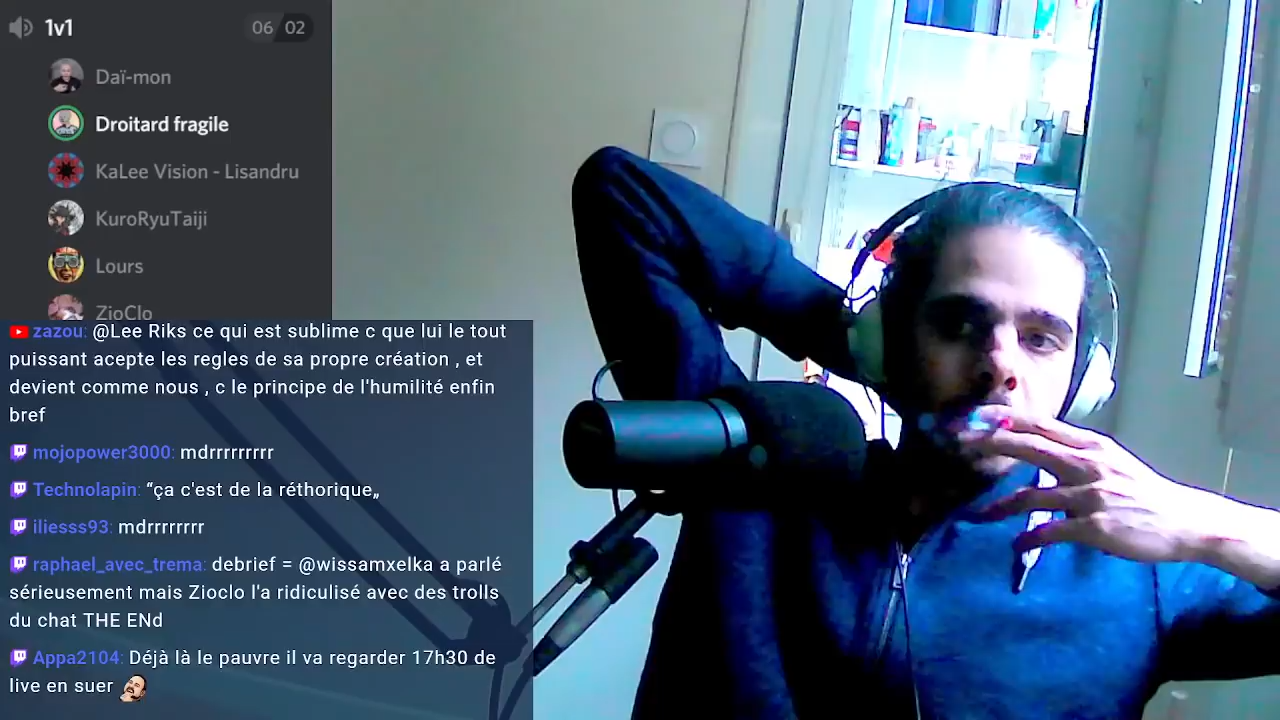 1v1
06 02
Daï-mon
Droitard fragile
KaLee Vision - Lisandru
KuroRyuTaiji
Lours
ZioClo
zazou: @Lee Riks ce qui est sublime c que lui le tout
puissant acepte les regles de sa propre création , et
devient comme nous , c le principe de l'humilité enfin
bref
mojopower3000: mdrrrrrrrrr
Technolapin: “ça c'est de la réthorique„
iliesss93: mdrrrrrrrr
raphael_avec_trema: debrief = @wissamxelka a parlé
sérieusement mais Zioclo l'a ridiculisé avec des trolls
du chat THE ENd
Appa2104: Déjà là le pauvre il va regarder 17h30 de
live en suer